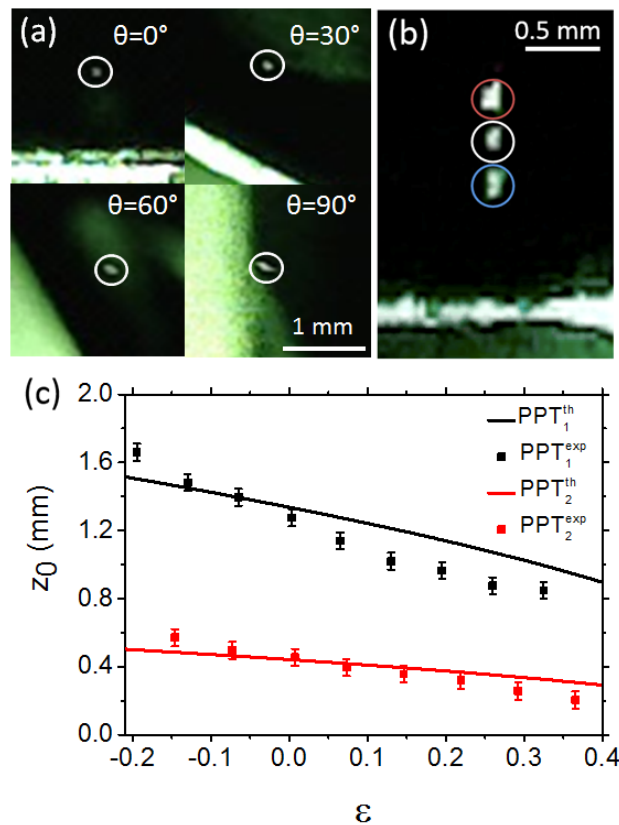 (a)
θ=0°
θ=30°
θ=60°
θ=90°
1 mm
(b)
0.5 mm
(c)
2.0
1.6
1.2
0.8
0.4
0.0
z₀ (mm)
PPT₁ᵗʰ
PPT₁ᵉˣᵖ
PPT₂ᵗʰ
PPT₂ᵉˣᵖ
-0.2 -0.1 0.0 0.1 0.2 0.3 0.4
ε